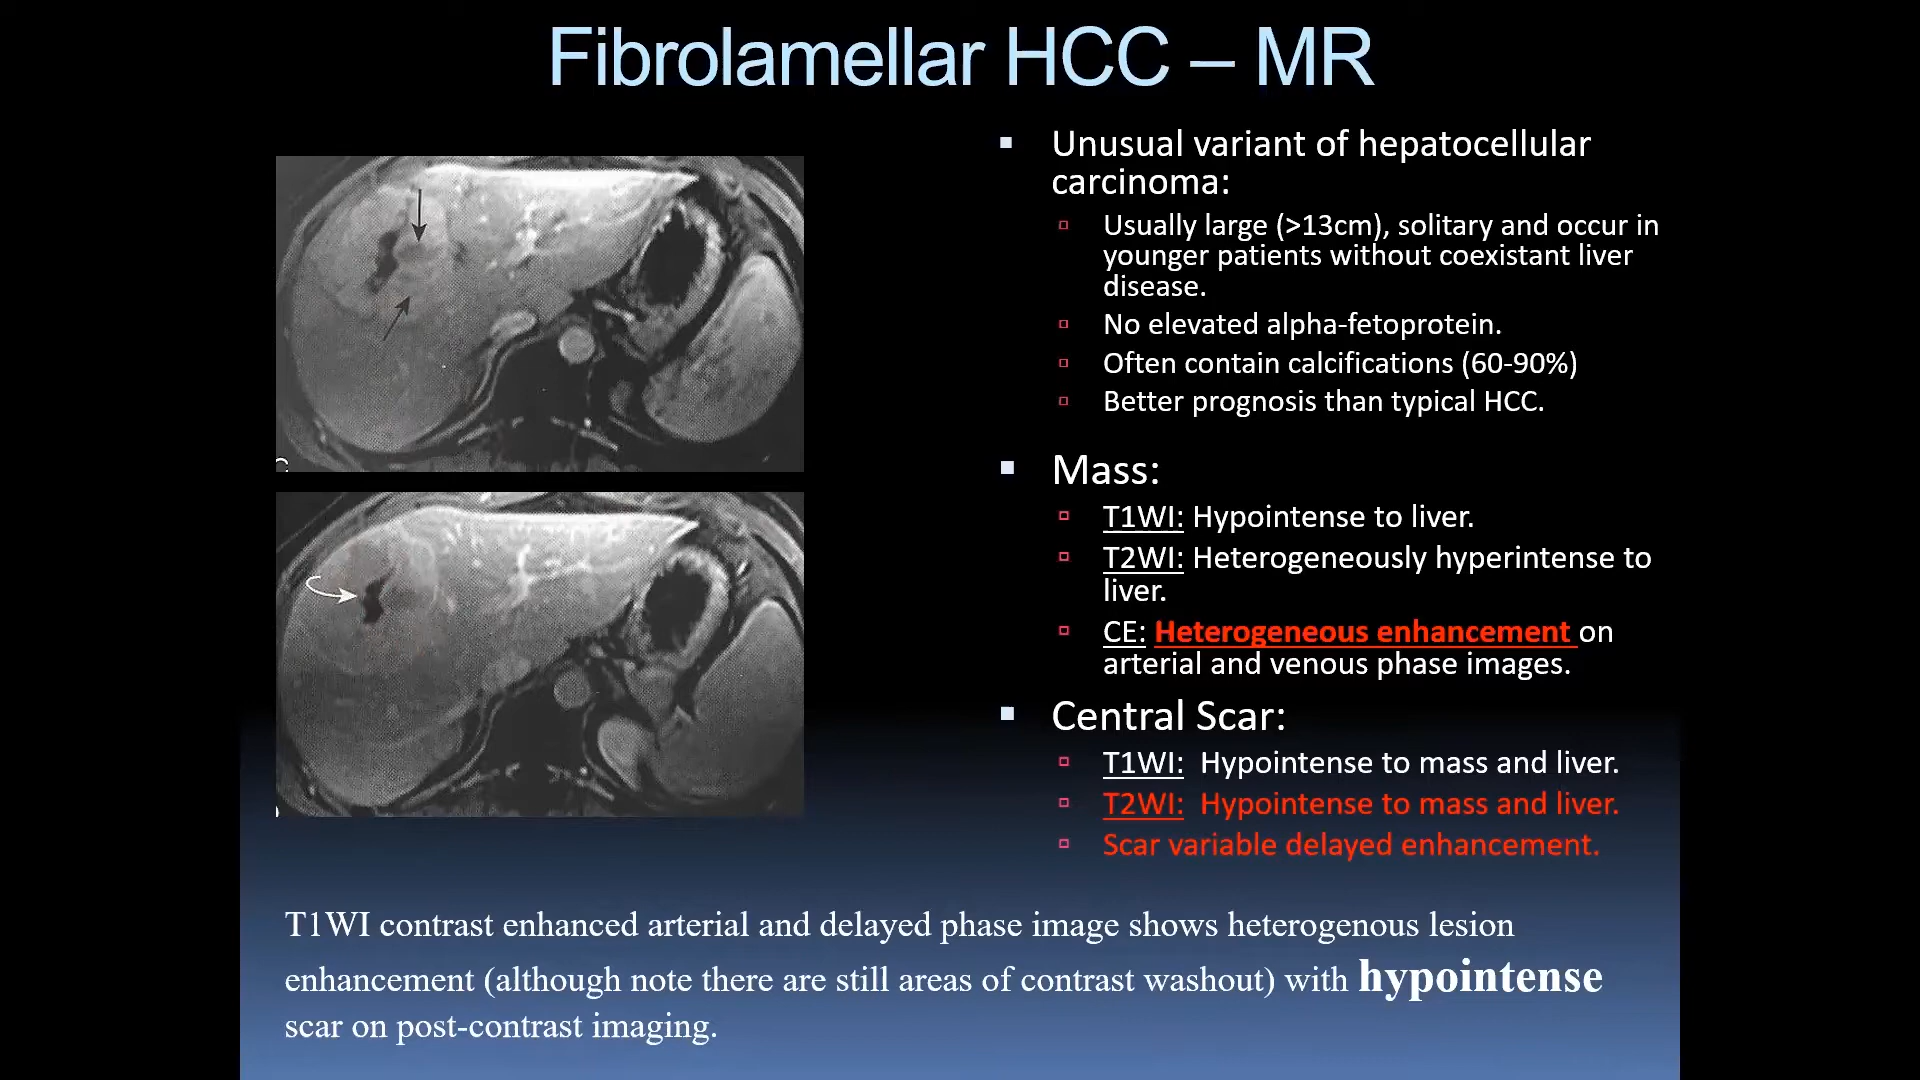 Fibrolamellar HCC – MR
Unusual variant of hepatocellular
carcinoma:
Usually large (>13cm), solitary and occur in
younger patients without coexistant liver
disease.
No elevated alpha-fetoprotein.
Often contain calcifications (60-90%)
Better prognosis than typical HCC.
Mass:
T1WI: Hypointense to liver.
T2WI: Heterogeneously hyperintense to
liver.
CE: Heterogeneous enhancement on
arterial and venous phase images.
Central Scar:
T1WI: Hypointense to mass and liver.
T2WI: Hypointense to mass and liver.
Scar variable delayed enhancement.
T1WI contrast enhanced arterial and delayed phase image shows heterogenous lesion
enhancement (although note there are still areas of contrast washout) with hypointense
scar on post-contrast imaging.